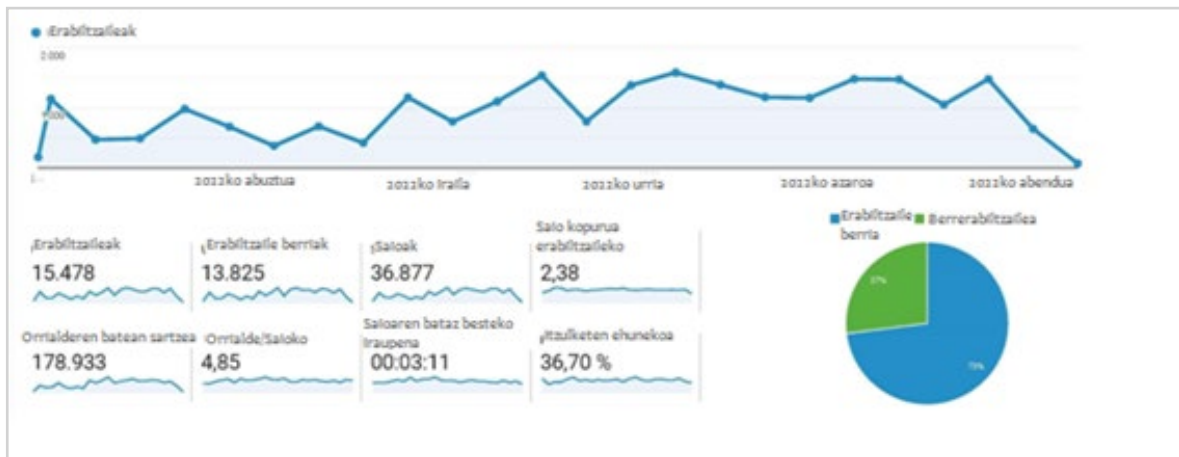 Erabiltzaileak
2.000
1.000
2022ko abuztua
2022ko iraila
2022ko urria
2022ko azaroa
2022ko abendua
Erabiltzaileak
15.478
Erabiltzaile berriak
13.825
Saioak
36.877
Saio kopurua
erabiltzaileko
2,38
Orrialderen batean sartzea
178.933
Orrialde/Saioko
4,85
Saioaren bataz besteko
iraupena
00:03:11
Itzulketen ehunekoa
36,70 %
Erabiltzaile
berria
Berrerabiltzailea
27%
73%